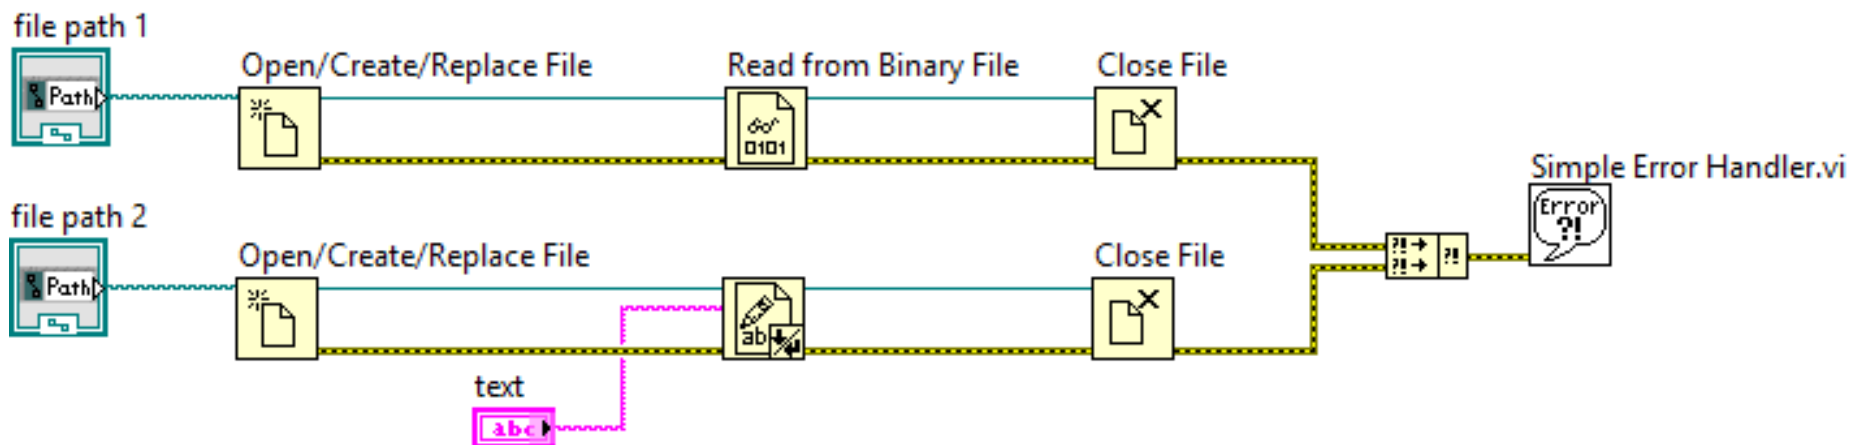 file path 1
Path
Open/Create/Replace File
Read from Binary File
0101
Close File
Simple Error Handler.vi
Error
?!
file path 2
Path
Open/Create/Replace File
ab
Close File
?!
?!
?!
text
abc